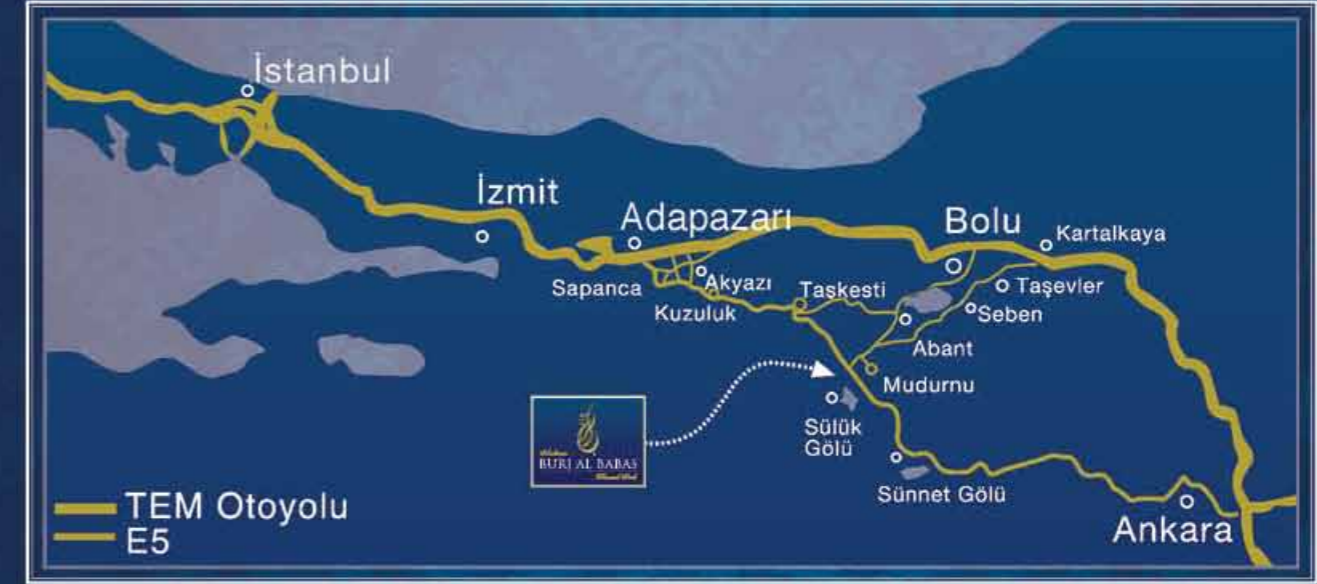 İstanbul
İzmit
Adapazarı
Bolu
Kartalkaya
Sapanca
Akyazı
Kuzuluk
Taşkesti
Taşevler
Seben
Abant
Mudurnu
Sülük
Gölü
BURJ AL BABAS
Sünnet Gölü
Ankara
TEM Otoyolu
E5